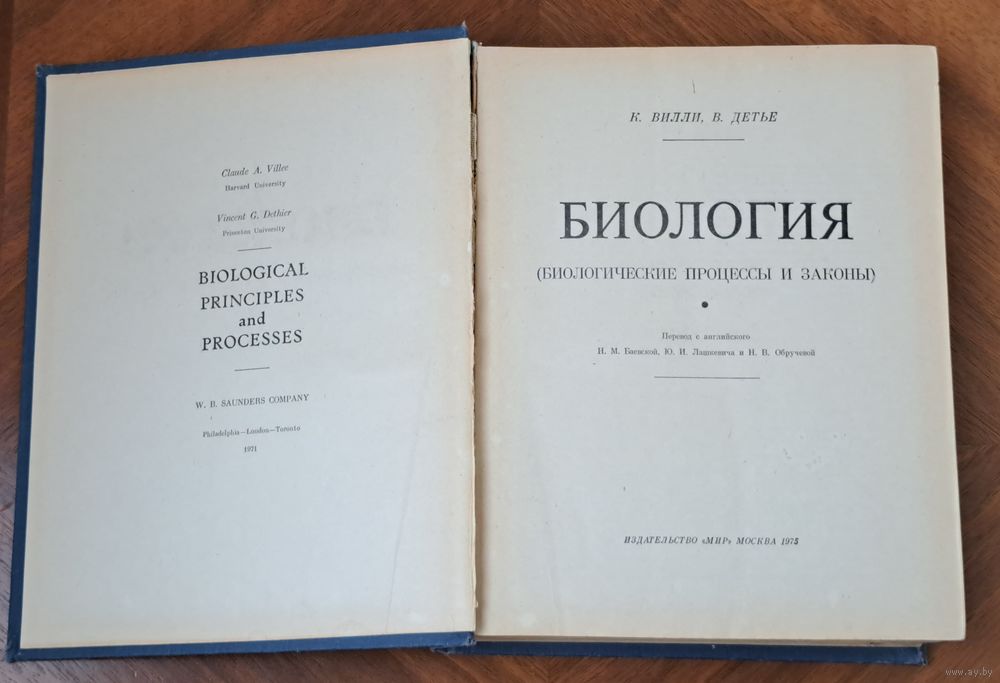 Claude A. Villee
Harvard University
Vincent G. Dethier
Princeton University
BIOLOGICAL
PRINCIPLES
and
PROCESSES
W. B. SAUNDERS COMPANY
Philadelphia—London—Toronto
1971
К. ВИЛЛИ, В. ДЕТЬЕ
БИОЛОГИЯ
(БИОЛОГИЧЕСКИЕ ПРОЦЕССЫ И ЗАКОНЫ)
Перевод с английского
Н. М. Баевской, Ю. И. Лашкевича и Н. В. Обручевой
ИЗДАТЕЛЬСТВО «МИР» МОСКВА 1975
www.ay.by